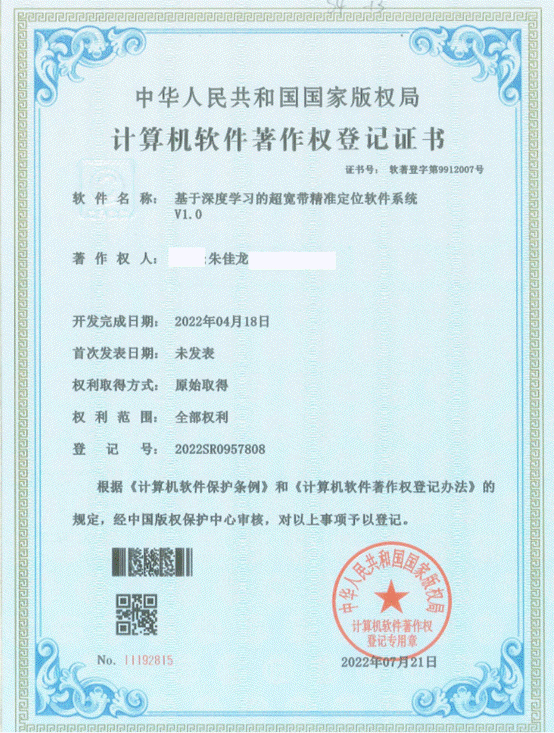 中华人民共和国国家版权局
计算机软件著作权登记证书
证书号： 软著登字第9912007号
软件名称： 基于深度学习的超宽带精准定位软件系统
V1.0
著作权人： 朱佳龙
开发完成日期： 2022年04月18日
首次发表日期： 未发表
权利取得方式： 原始取得
权利范围： 全部权利
登记号： 2022SR0957808
根据《计算机软件保护条例》和《计算机软件著作权登记办法》的
规定，经中国版权保护中心审核，对以上事项予以登记。
中华人民共和国国家版权局
计算机软件著作权
登记专用章
No. 11192815
2022年07月21日